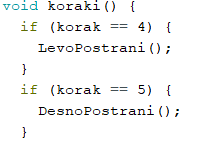 void koraki() {
  if (korak == 4) {
    LevoPostrani();
  }
  if (korak == 5) {
    DesnoPostrani();
  }